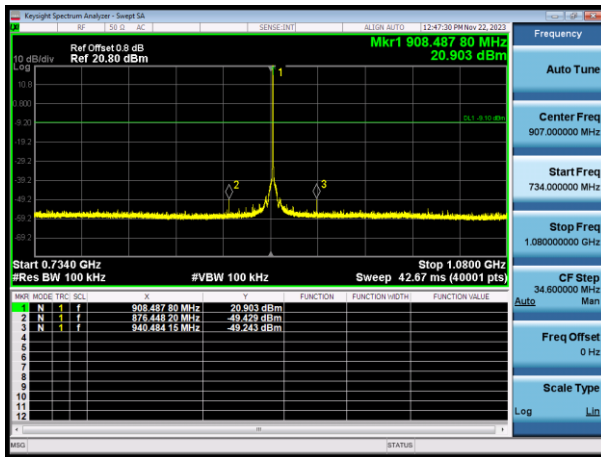 Keysight Spectrum Analyzer - Swept SA
RF 50 Ω AC SENSE:INT ALIGN AUTO 12:47:30 PM Nov 22, 2023
Mkr1 908.487 80 MHz
20.903 dBm
Ref Offset 0.8 dB
Ref 20.80 dBm
10 dB/div
Log
10.8
0.800
-9.20
-19.2
-29.2
-39.2
-49.2
-59.2
-69.2
1
DL1 -9.10 dBm
2
3
Start 0.7340 GHz Stop 1.0800 GHz
#Res BW 100 kHz #VBW 100 kHz Sweep 42.67 ms (40001 pts)
MKR MODE TRC SCL X Y FUNCTION FUNCTION WIDTH FUNCTION VALUE
1 N 1 f 908.487 80 MHz 20.903 dBm
2 N 1 f 876.448 20 MHz -49.429 dBm
3 N 1 f 940.484 15 MHz -49.243 dBm
4
5
6
7
8
9
10
11
12
MSG STATUS
Frequency
Auto Tune
Center Freq
907.000000 MHz
Start Freq
734.000000 MHz
Stop Freq
1.080000000 GHz
CF Step
34.600000 MHz
Auto Man
Freq Offset
0 Hz
Scale Type
Log Lin